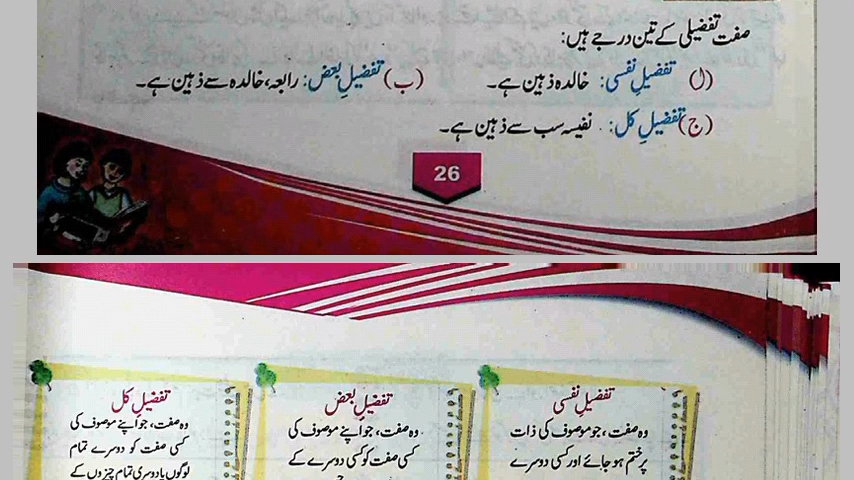 صفت تفضیلی کے تین درجے ہیں:
(ا) تفضیلِ نفسی: خالدہ ذہین ہے۔ (ب) تفضیلِ بعض: رابعہ، خالدہ سے ذہین ہے۔
(ج) تفضیلِ کل: نفیسہ سب سے ذہین ہے۔
26
تفضیلِ نفسی
وہ صفت، جو موصوف کی ذات
پر ختم ہو جائے اور کسی دوسرے
تفضیلِ بعض
وہ صفت، جو اپنے موصوف کی
کسی صفت کو کسی دوسرے کے
تفضیلِ کل
وہ صفت، جو اپنے موصوف کی
کسی صفت کو دوسرے تمام
لوگوں یا دوسری تمام چیزوں کے